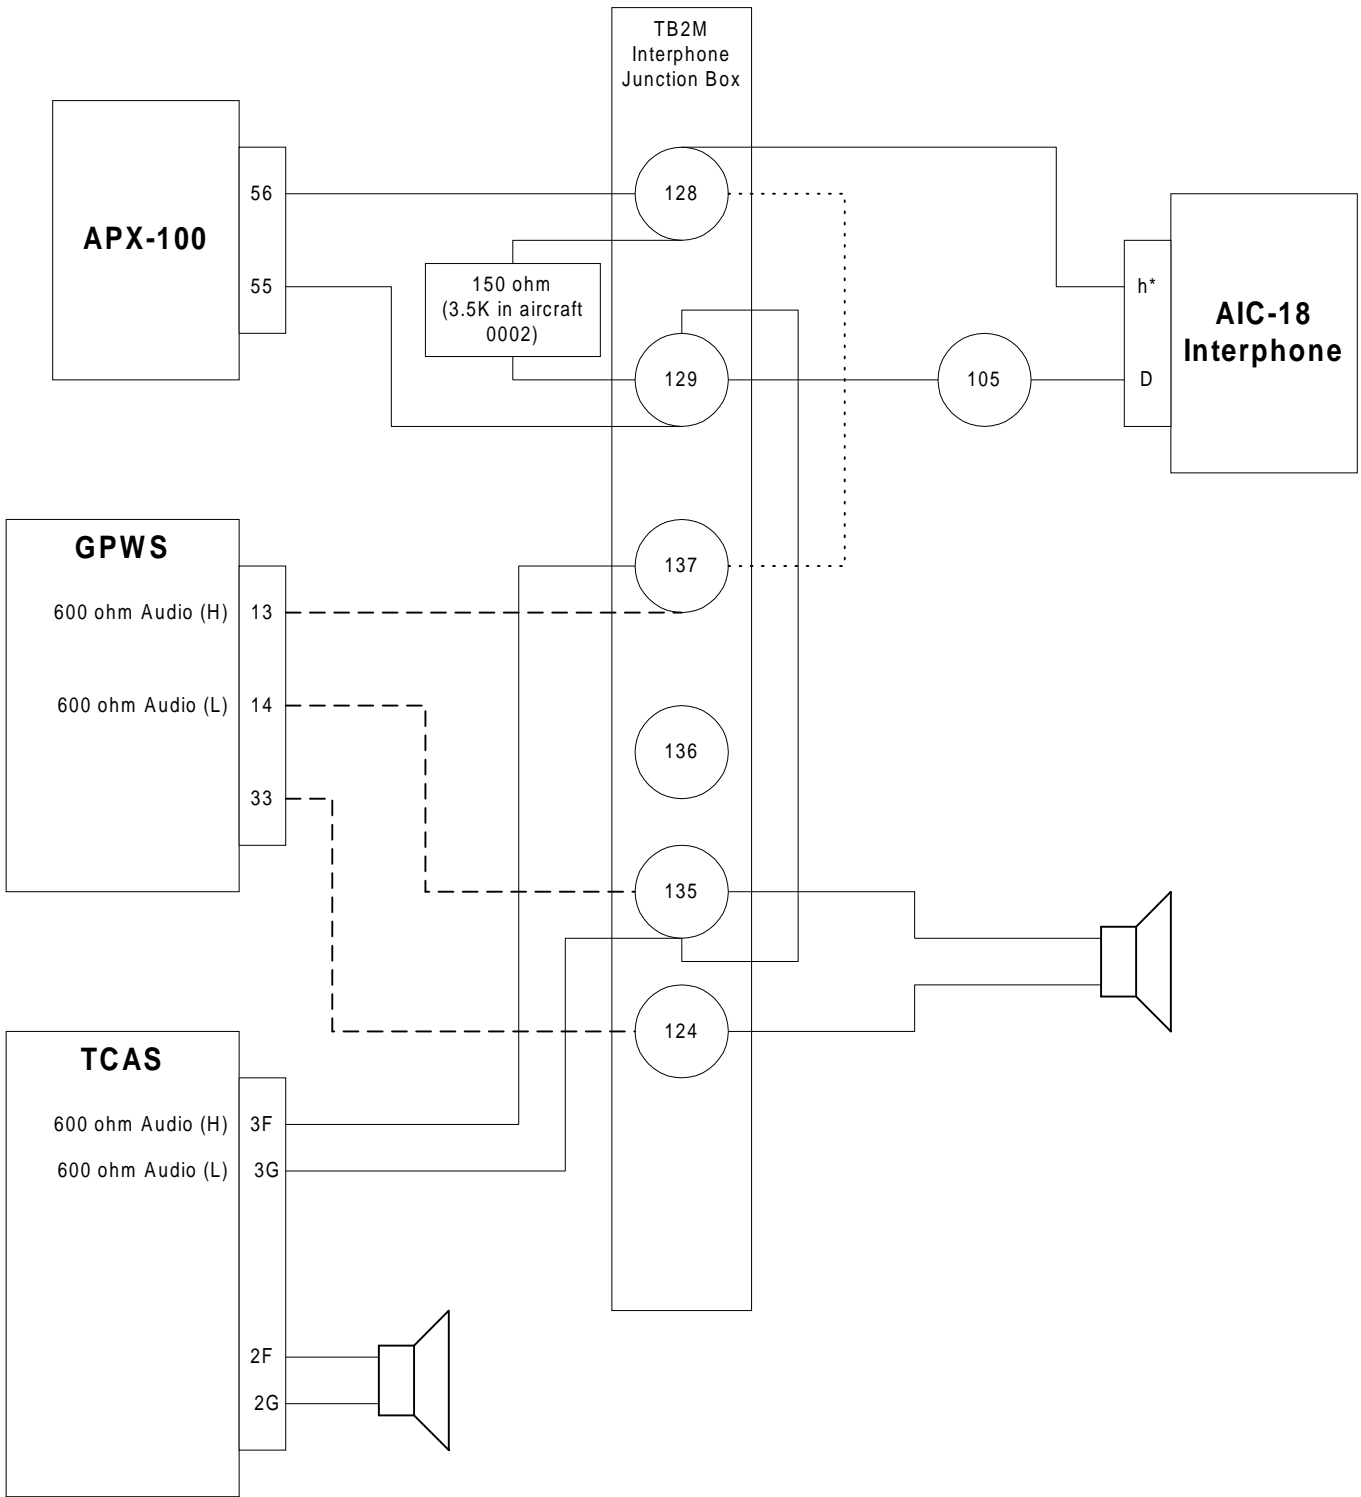 TB2M
Interphone
Junction Box
APX-100
56
55
128
150 ohm
(3.5K in aircraft
0002)
129
105
h*
D
AIC-18
Interphone
GPWS
600 ohm Audio (H)
13
600 ohm Audio (L)
14
33
137
136
135
124
TCAS
600 ohm Audio (H)
3F
600 ohm Audio (L)
3G
2F
2G